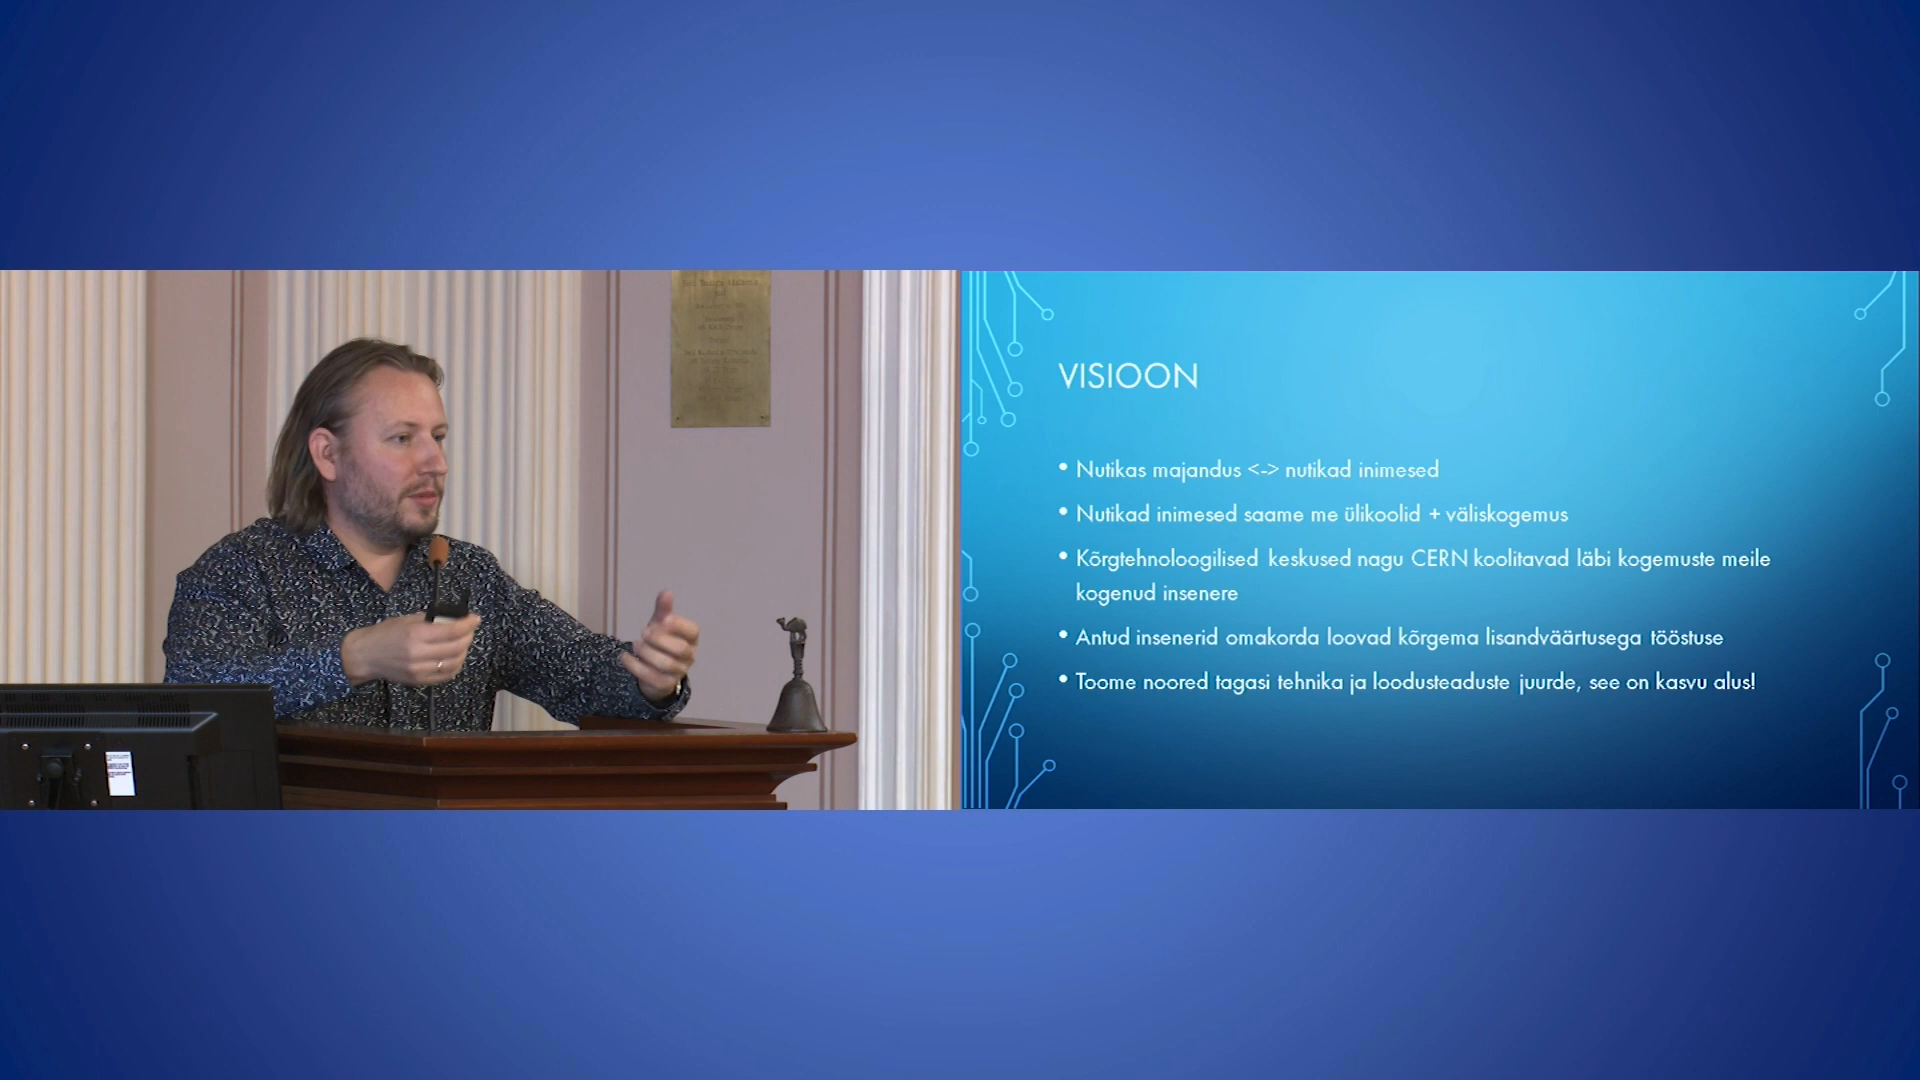 VISIOON
• Nutikas majandus <-> nutikad inimesed
• Nutikad inimesed saame me ülikoolid + väliskogemus
• Kõrgtehnoloogilised keskused nagu CERN koolitavad läbi kogemuste meile
kogenud insenere
• Antud insenerid omakorda loovad kõrgema lisandväärtusega tööstuse
• Toome noored tagasi tehnika ja loodusteaduste juurde, see on kasvu alus!